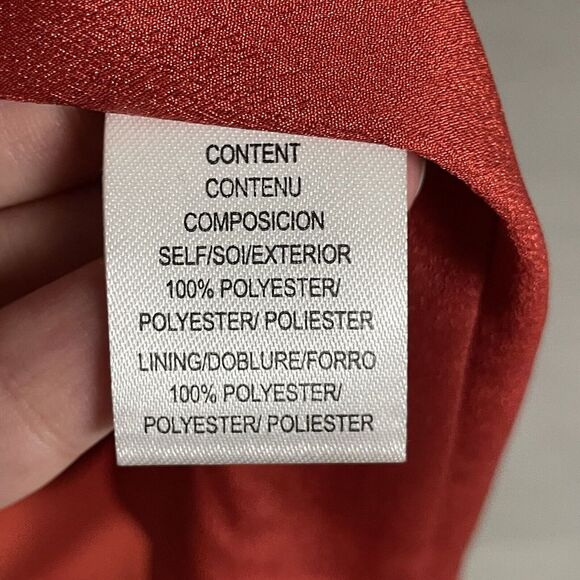 CONTENT
CONTENU
COMPOSICION
SELF/SOI/EXTERIOR
100% POLYESTER/
POLYESTER/ POLIESTER
LINING/DOBLURE/FORRO
100% POLYESTER/
POLYESTER/ POLIESTER